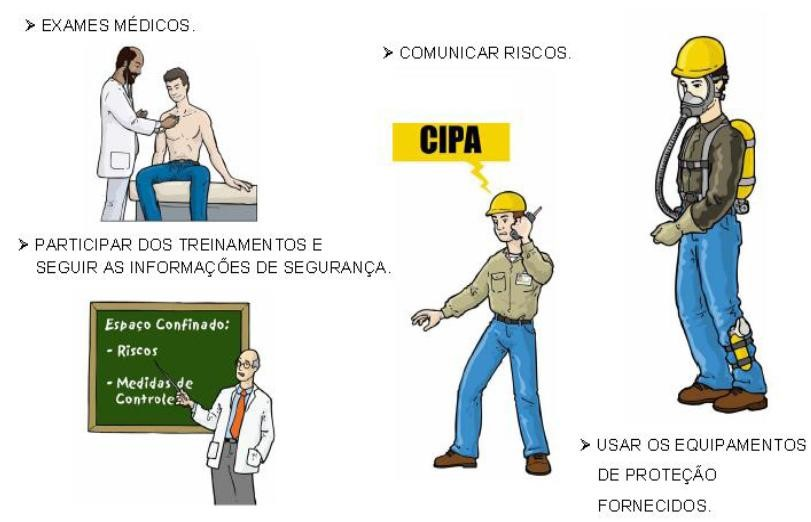 ➢ EXAMES MÉDICOS.
➢ COMUNICAR RISCOS.
CIPA
➢ PARTICIPAR DOS TREINAMENTOS E
SEGUIR AS INFORMAÇÕES DE SEGURANÇA.
Espaço Confinado:
- Riscos
- Medidas de
Controle
➢ USAR OS EQUIPAMENTOS
DE PROTEÇÃO
FORNECIDOS.